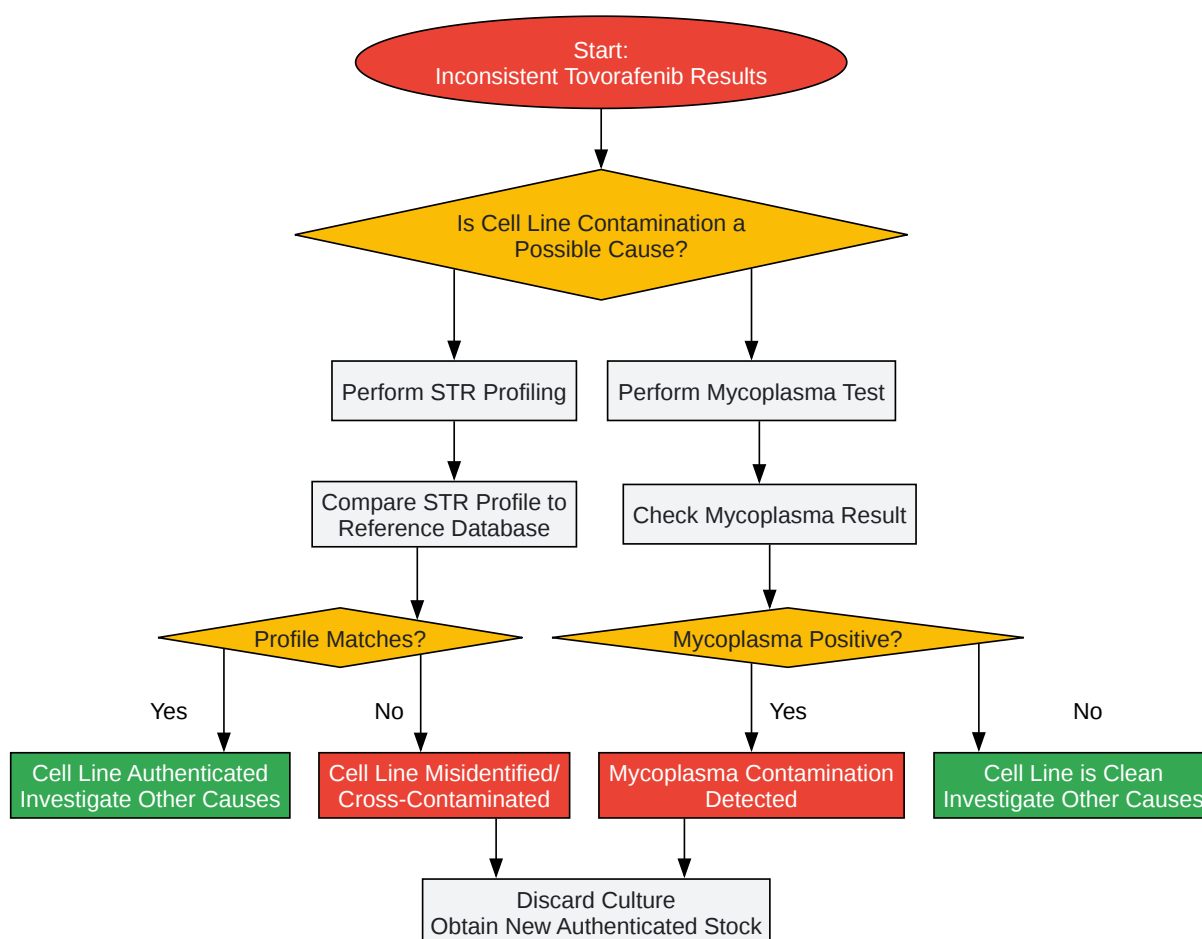 Start:
Inconsistent Tovorafenib Results
Is Cell Line Contamination a
Possible Cause?
Perform STR Profiling
Perform Mycoplasma Test
Compare STR Profile to
Reference Database
Check Mycoplasma Result
Profile Matches?
Mycoplasma Positive?
Yes
No
Yes
No
Cell Line Authenticated
Investigate Other Causes
Cell Line Misidentified/
Cross-Contaminated
Mycoplasma Contamination
Detected
Cell Line is Clean
Investigate Other Causes
Discard Culture
Obtain New Authenticated Stock